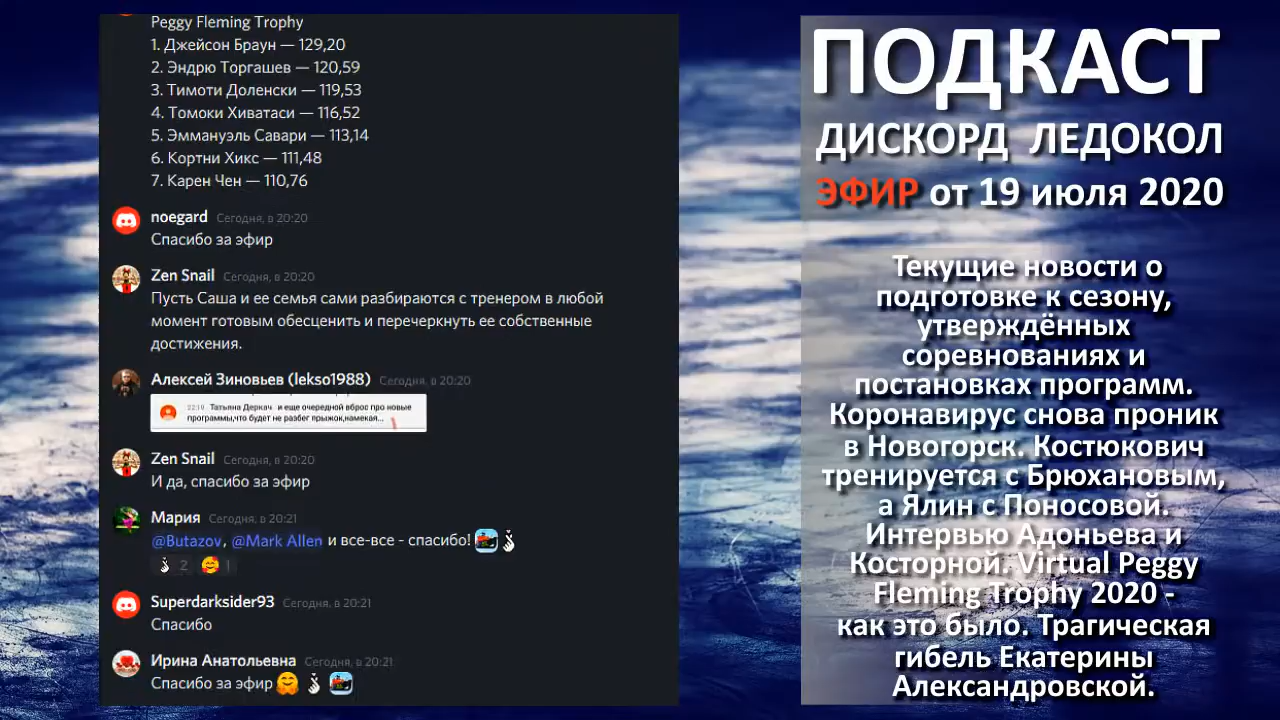 Peggy Fleming Trophy
1. Джейсон Браун — 129,20
2. Эндрю Торгашев — 120,59
3. Тимоти Доленски — 119,53
4. Томоки Хиватаси — 116,52
5. Эммануэль Савари — 113,14
6. Кортни Хикс — 111,48
7. Карен Чен — 110,76
noegard Сегодня, в 20:20
Спасибо за эфир
Zen Snail Сегодня, в 20:20
Пусть Саша и ее семья сами разбираются с тренером в любой
момент готовым обесценить и перечеркнуть ее собственные
достижения.
Алексей Зиновьев (lekso1988) Сегодня, в 20:20
22:19 Татьяна Деркач и еще очередной вброс про новые
программы,что будет не разбег прыжок,намекая...
Zen Snail Сегодня, в 20:20
И да, спасибо за эфир
Мария Сегодня, в 20:21
@Butazov, @Mark Allen и все-все - спасибо!
2 1
Superdarksider93 Сегодня, в 20:21
Спасибо
Ирина Анатольевна Сегодня, в 20:21
Спасибо за эфир
ПОДКАСТ
ДИСКОРД ЛЕДОКОЛ
ЭФИР от 19 июля 2020
Текущие новости о
подготовке к сезону,
утверждённых
соревнованиях и
постановках программ.
Коронавирус снова проник
в Новогорск. Костюкович
тренируется с Брюхановым,
а Ялин с Поносовой.
Интервью Адоньева и
Косторной. Virtual Peggy
Fleming Trophy 2020 -
как это было. Трагическая
гибель Екатерины
Александровской.